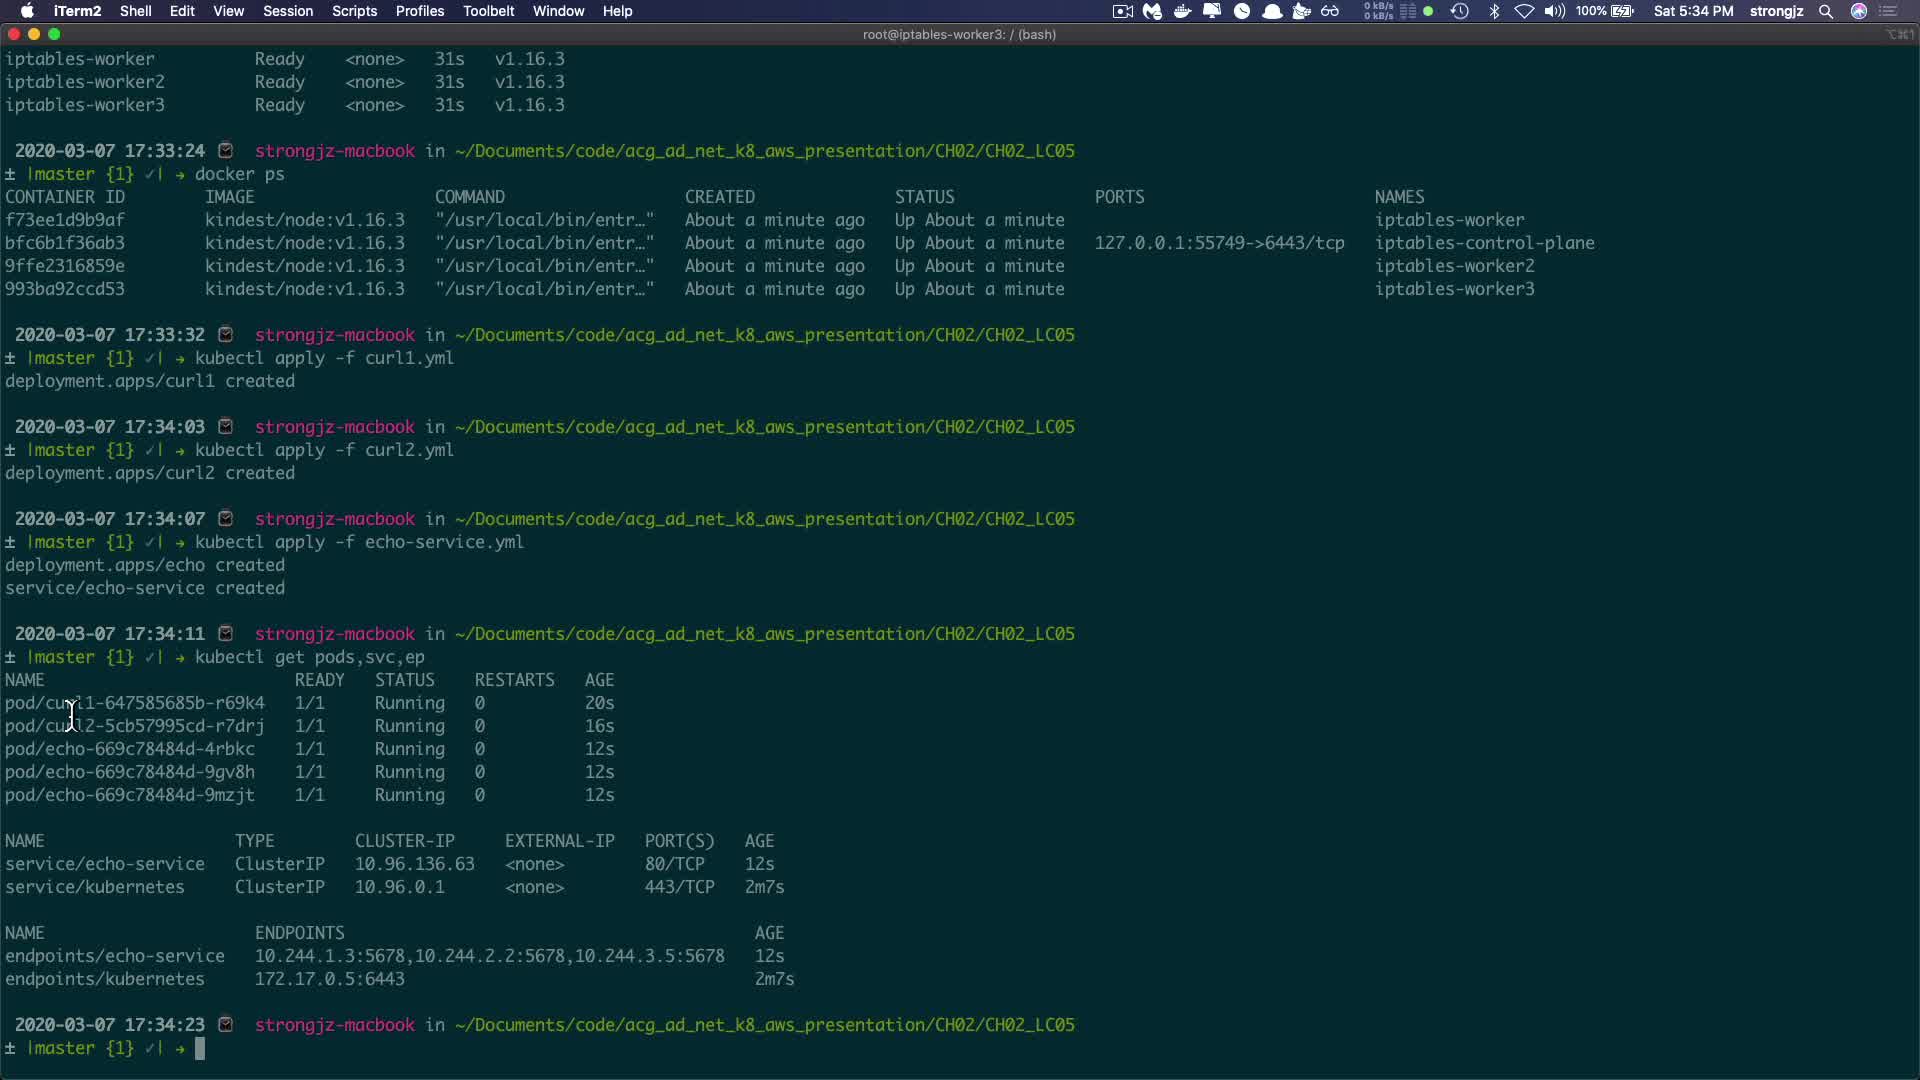 iTerm2 Shell Edit View Session Scripts Profiles Toolbelt Window Help 0 kB/s 0 kB/s 100% Sat 5:34 PM strongjz
root@iptables-worker3: / (bash) ⌥⌘1
iptables-worker Ready <none> 31s v1.16.3
iptables-worker2 Ready <none> 31s v1.16.3
iptables-worker3 Ready <none> 31s v1.16.3
2020-03-07 17:33:24 strongjz-macbook in ~/Documents/code/acg_ad_net_k8_aws_presentation/CH02/CH02_LC05
± |master {1} ✓| → docker ps
CONTAINER ID IMAGE COMMAND CREATED STATUS PORTS NAMES
f73ee1d9b9af kindest/node:v1.16.3 "/usr/local/bin/entr…" About a minute ago Up About a minute iptables-worker
bfc6b1f36ab3 kindest/node:v1.16.3 "/usr/local/bin/entr…" About a minute ago Up About a minute 127.0.0.1:55749->6443/tcp iptables-control-plane
9ffe2316859e kindest/node:v1.16.3 "/usr/local/bin/entr…" About a minute ago Up About a minute iptables-worker2
993ba92ccd53 kindest/node:v1.16.3 "/usr/local/bin/entr…" About a minute ago Up About a minute iptables-worker3
2020-03-07 17:33:32 strongjz-macbook in ~/Documents/code/acg_ad_net_k8_aws_presentation/CH02/CH02_LC05
± |master {1} ✓| → kubectl apply -f curl1.yml
deployment.apps/curl1 created
2020-03-07 17:34:03 strongjz-macbook in ~/Documents/code/acg_ad_net_k8_aws_presentation/CH02/CH02_LC05
± |master {1} ✓| → kubectl apply -f curl2.yml
deployment.apps/curl2 created
2020-03-07 17:34:07 strongjz-macbook in ~/Documents/code/acg_ad_net_k8_aws_presentation/CH02/CH02_LC05
± |master {1} ✓| → kubectl apply -f echo-service.yml
deployment.apps/echo created
service/echo-service created
2020-03-07 17:34:11 strongjz-macbook in ~/Documents/code/acg_ad_net_k8_aws_presentation/CH02/CH02_LC05
± |master {1} ✓| → kubectl get pods,svc,ep
NAME READY STATUS RESTARTS AGE
pod/curl1-647585685b-r69k4 1/1 Running 0 20s
pod/curl2-5cb57995cd-r7drj 1/1 Running 0 16s
pod/echo-669c78484d-4rbkc 1/1 Running 0 12s
pod/echo-669c78484d-9gv8h 1/1 Running 0 12s
pod/echo-669c78484d-9mzjt 1/1 Running 0 12s
NAME TYPE CLUSTER-IP EXTERNAL-IP PORT(S) AGE
service/echo-service ClusterIP 10.96.136.63 <none> 80/TCP 12s
service/kubernetes ClusterIP 10.96.0.1 <none> 443/TCP 2m7s
NAME ENDPOINTS AGE
endpoints/echo-service 10.244.1.3:5678,10.244.2.2:5678,10.244.3.5:5678 12s
endpoints/kubernetes 172.17.0.5:6443 2m7s
2020-03-07 17:34:23 strongjz-macbook in ~/Documents/code/acg_ad_net_k8_aws_presentation/CH02/CH02_LC05
± |master {1} ✓| →